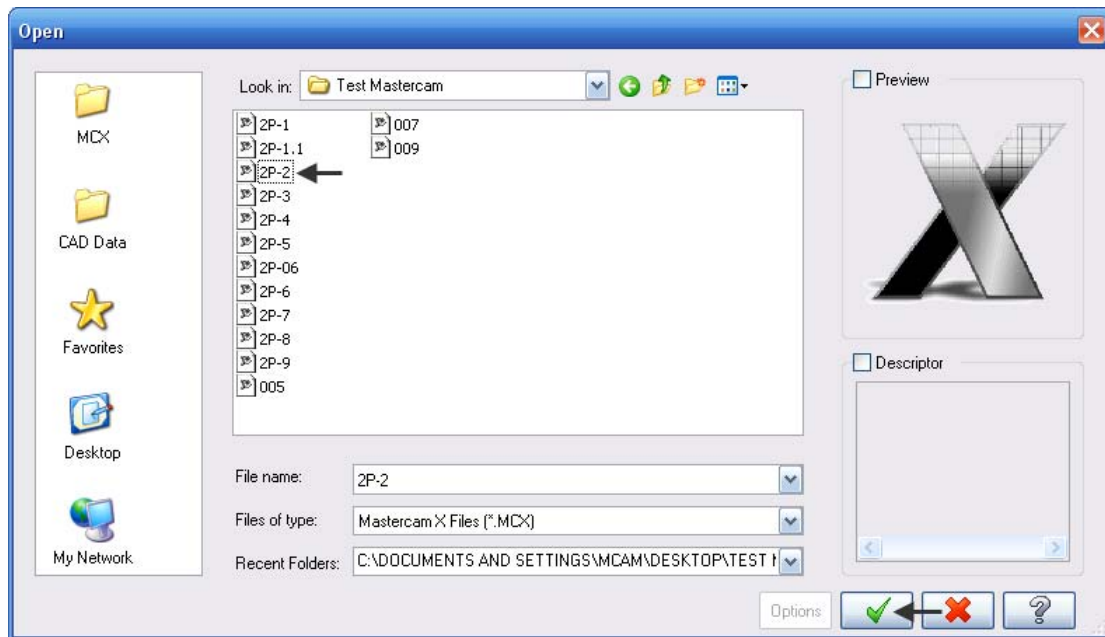 Open
MCX
CAD Data
Favorites
Desktop
My Network
Look in: Test Mastercam
2P-1
2P-1.1
2P-2
2P-3
2P-4
2P-5
2P-06
2P-6
2P-7
2P-8
2P-9
005
007
009
File name: 2P-2
Files of type: Mastercam X Files (*.MCX)
Recent Folders: C:\DOCUMENTS AND SETTINGS\MCAM\DESKTOP\TEST
Preview
Descriptor
Options